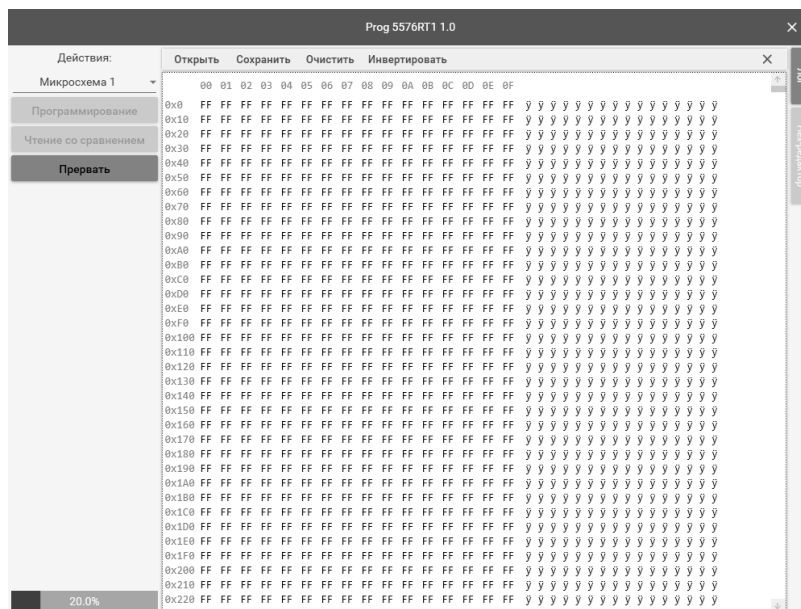 Prog 5576RT1 1.0
Действия:
Открыть Сохранить Очистить Инвертировать
Микросхема 1
Программирование
Чтение со сравнением
Прервать
00 01 02 03 04 05 06 07 08 09 0A 0B 0C 0D 0E 0F
0x0 FF FF FF FF FF FF FF FF FF FF FF FF FF FF FF FF ÿ ÿ ÿ ÿ ÿ ÿ ÿ ÿ ÿ ÿ ÿ ÿ ÿ ÿ ÿ ÿ
0x10 FF FF FF FF FF FF FF FF FF FF FF FF FF FF FF FF ÿ ÿ ÿ ÿ ÿ ÿ ÿ ÿ ÿ ÿ ÿ ÿ ÿ ÿ ÿ ÿ
0x20 FF FF FF FF FF FF FF FF FF FF FF FF FF FF FF FF ÿ ÿ ÿ ÿ ÿ ÿ ÿ ÿ ÿ ÿ ÿ ÿ ÿ ÿ ÿ ÿ
0x30 FF FF FF FF FF FF FF FF FF FF FF FF FF FF FF FF ÿ ÿ ÿ ÿ ÿ ÿ ÿ ÿ ÿ ÿ ÿ ÿ ÿ ÿ ÿ ÿ
0x40 FF FF FF FF FF FF FF FF FF FF FF FF FF FF FF FF ÿ ÿ ÿ ÿ ÿ ÿ ÿ ÿ ÿ ÿ ÿ ÿ ÿ ÿ ÿ ÿ
0x50 FF FF FF FF FF FF FF FF FF FF FF FF FF FF FF FF ÿ ÿ ÿ ÿ ÿ ÿ ÿ ÿ ÿ ÿ ÿ ÿ ÿ ÿ ÿ ÿ
0x60 FF FF FF FF FF FF FF FF FF FF FF FF FF FF FF FF ÿ ÿ ÿ ÿ ÿ ÿ ÿ ÿ ÿ ÿ ÿ ÿ ÿ ÿ ÿ ÿ
0x70 FF FF FF FF FF FF FF FF FF FF FF FF FF FF FF FF ÿ ÿ ÿ ÿ ÿ ÿ ÿ ÿ ÿ ÿ ÿ ÿ ÿ ÿ ÿ ÿ
0x80 FF FF FF FF FF FF FF FF FF FF FF FF FF FF FF FF ÿ ÿ ÿ ÿ ÿ ÿ ÿ ÿ ÿ ÿ ÿ ÿ ÿ ÿ ÿ ÿ
0x90 FF FF FF FF FF FF FF FF FF FF FF FF FF FF FF FF ÿ ÿ ÿ ÿ ÿ ÿ ÿ ÿ ÿ ÿ ÿ ÿ ÿ ÿ ÿ ÿ
0xA0 FF FF FF FF FF FF FF FF FF FF FF FF FF FF FF FF ÿ ÿ ÿ ÿ ÿ ÿ ÿ ÿ ÿ ÿ ÿ ÿ ÿ ÿ ÿ ÿ
0xB0 FF FF FF FF FF FF FF FF FF FF FF FF FF FF FF FF ÿ ÿ ÿ ÿ ÿ ÿ ÿ ÿ ÿ ÿ ÿ ÿ ÿ ÿ ÿ ÿ
0xC0 FF FF FF FF FF FF FF FF FF FF FF FF FF FF FF FF ÿ ÿ ÿ ÿ ÿ ÿ ÿ ÿ ÿ ÿ ÿ ÿ ÿ ÿ ÿ ÿ
0xD0 FF FF FF FF FF FF FF FF FF FF FF FF FF FF FF FF ÿ ÿ ÿ ÿ ÿ ÿ ÿ ÿ ÿ ÿ ÿ ÿ ÿ ÿ ÿ ÿ
0xE0 FF FF FF FF FF FF FF FF FF FF FF FF FF FF FF FF ÿ ÿ ÿ ÿ ÿ ÿ ÿ ÿ ÿ ÿ ÿ ÿ ÿ ÿ ÿ ÿ
0xF0 FF FF FF FF FF FF FF FF FF FF FF FF FF FF FF FF ÿ ÿ ÿ ÿ ÿ ÿ ÿ ÿ ÿ ÿ ÿ ÿ ÿ ÿ ÿ ÿ
0x100 FF FF FF FF FF FF FF FF FF FF FF FF FF FF FF FF ÿ ÿ ÿ ÿ ÿ ÿ ÿ ÿ ÿ ÿ ÿ ÿ ÿ ÿ ÿ ÿ
0x110 FF FF FF FF FF FF FF FF FF FF FF FF FF FF FF FF ÿ ÿ ÿ ÿ ÿ ÿ ÿ ÿ ÿ ÿ ÿ ÿ ÿ ÿ ÿ ÿ
0x120 FF FF FF FF FF FF FF FF FF FF FF FF FF FF FF FF ÿ ÿ ÿ ÿ ÿ ÿ ÿ ÿ ÿ ÿ ÿ ÿ ÿ ÿ ÿ ÿ
0x130 FF FF FF FF FF FF FF FF FF FF FF FF FF FF FF FF ÿ ÿ ÿ ÿ ÿ ÿ ÿ ÿ ÿ ÿ ÿ ÿ ÿ ÿ ÿ ÿ
0x140 FF FF FF FF FF FF FF FF FF FF FF FF FF FF FF FF ÿ ÿ ÿ ÿ ÿ ÿ ÿ ÿ ÿ ÿ ÿ ÿ ÿ ÿ ÿ ÿ
0x150 FF FF FF FF FF FF FF FF FF FF FF FF FF FF FF FF ÿ ÿ ÿ ÿ ÿ ÿ ÿ ÿ ÿ ÿ ÿ ÿ ÿ ÿ ÿ ÿ
0x160 FF FF FF FF FF FF FF FF FF FF FF FF FF FF FF FF ÿ ÿ ÿ ÿ ÿ ÿ ÿ ÿ ÿ ÿ ÿ ÿ ÿ ÿ ÿ ÿ
0x170 FF FF FF FF FF FF FF FF FF FF FF FF FF FF FF FF ÿ ÿ ÿ ÿ ÿ ÿ ÿ ÿ ÿ ÿ ÿ ÿ ÿ ÿ ÿ ÿ
0x180 FF FF FF FF FF FF FF FF FF FF FF FF FF FF FF FF ÿ ÿ ÿ ÿ ÿ ÿ ÿ ÿ ÿ ÿ ÿ ÿ ÿ ÿ ÿ ÿ
0x190 FF FF FF FF FF FF FF FF FF FF FF FF FF FF FF FF ÿ ÿ ÿ ÿ ÿ ÿ ÿ ÿ ÿ ÿ ÿ ÿ ÿ ÿ ÿ ÿ
0x1A0 FF FF FF FF FF FF FF FF FF FF FF FF FF FF FF FF ÿ ÿ ÿ ÿ ÿ ÿ ÿ ÿ ÿ ÿ ÿ ÿ ÿ ÿ ÿ ÿ
0x1B0 FF FF FF FF FF FF FF FF FF FF FF FF FF FF FF FF ÿ ÿ ÿ ÿ ÿ ÿ ÿ ÿ ÿ ÿ ÿ ÿ ÿ ÿ ÿ ÿ
0x1C0 FF FF FF FF FF FF FF FF FF FF FF FF FF FF FF FF ÿ ÿ ÿ ÿ ÿ ÿ ÿ ÿ ÿ ÿ ÿ ÿ ÿ ÿ ÿ ÿ
0x1D0 FF FF FF FF FF FF FF FF FF FF FF FF FF FF FF FF ÿ ÿ ÿ ÿ ÿ ÿ ÿ ÿ ÿ ÿ ÿ ÿ ÿ ÿ ÿ ÿ
0x1E0 FF FF FF FF FF FF FF FF FF FF FF FF FF FF FF FF ÿ ÿ ÿ ÿ ÿ ÿ ÿ ÿ ÿ ÿ ÿ ÿ ÿ ÿ ÿ ÿ
0x1F0 FF FF FF FF FF FF FF FF FF FF FF FF FF FF FF FF ÿ ÿ ÿ ÿ ÿ ÿ ÿ ÿ ÿ ÿ ÿ ÿ ÿ ÿ ÿ ÿ
0x200 FF FF FF FF FF FF FF FF FF FF FF FF FF FF FF FF ÿ ÿ ÿ ÿ ÿ ÿ ÿ ÿ ÿ ÿ ÿ ÿ ÿ ÿ ÿ ÿ
0x210 FF FF FF FF FF FF FF FF FF FF FF FF FF FF FF FF ÿ ÿ ÿ ÿ ÿ ÿ ÿ ÿ ÿ ÿ ÿ ÿ ÿ ÿ ÿ ÿ
0x220 FF FF FF FF FF FF FF FF FF FF FF FF FF FF FF FF ÿ ÿ ÿ ÿ ÿ ÿ ÿ ÿ ÿ ÿ ÿ ÿ ÿ ÿ ÿ ÿ
20.0%